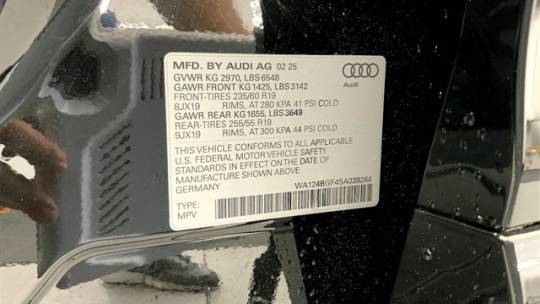 MFD. BY AUDI AG 02 25
GVWR KG 2970, LBS 6548
GAWR FRONT KG 1425, LBS 3142
FRONT-TIRES 235/60 R19
8JX19 RIMS, AT 280 KPA 41 PSI COLD
GAWR REAR KG 1655, LBS 3649
REAR-TIRES 255/55 R19
9JX19 RIMS, AT 300 KPA 44 PSI COLD
THIS VEHICLE CONFORMS TO ALL APPLICABLE
U.S. FEDERAL MOTOR VEHICLE SAFETY
STANDARDS IN EFFECT ON THE DATE OF
MANUFACTURE SHOWN ABOVE.
GERMANY
WA124BGF4SA039264
TYPE:
MPV
Audi